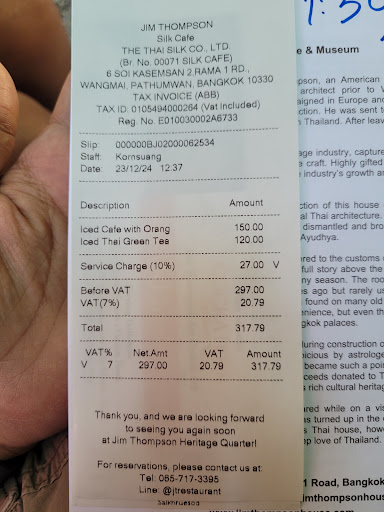 JIM THOMPSON
Silk Cafe
THE THAI SILK CO., LTD
(Br. No. 00071 SILK CAFE)
6 SOI KASEMSAN 2,RAMA 1 RD.,
WANGMAI, PATHUMWAN, BANGKOK 10330
TAX INVOICE (ABB)
TAX ID: 0105494000264 (Vat included)
Reg. No. E010030002A6733
Slip: 000000BJ02000062534
Staff: Kornsuang
Date: 23/12/24 12:37
Description Amount
Iced Cafe with Orang 150.00
Iced Thai Green Tea 120.00
Service Charge (10%) 27.00 V
Before VAT 297.00
VAT(7%) 20.79
Total 317.79
VAT% Net.Amt VAT Amount
V 7 297.00 20.79 317.79
Thank you, and we are looking forward
to seeing you again soon
at Jim Thompson Heritage Quarter!
For reservations, please contact us at:
Tel: 065-717-3395
Line: @jtrestaurant
e & Museum
pson, an American
architect prior to
igned in Europe and
ction. He was sent t
Thailand. After leav
age industry, capture
craft. Highly gifted
industry's growth a
ction of this house
al Thai architecture.
dismantled and bro
Ayudhya.
red to the customs
full story above the
ny season. The roo
s ago but rarely us
found on many old
nience, but even th
gkok palaces.
uring construction o
icious by astrologe
became such a poi
ceeds donated to T
rich cultural heritag
red while on a vis
s turned up in the
s Thai house, how
p love of Thailand.
1 Road, Bangkok
jimthompsonhous